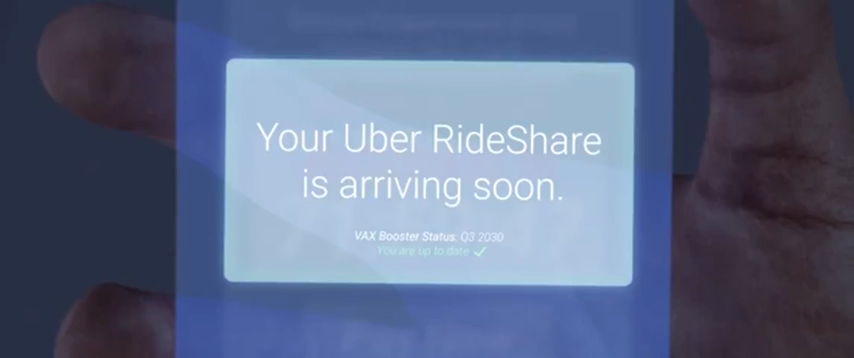 Your Uber RideShare
is arriving soon.
VAX Booster Status: Q3 2030
You are up to date ✓